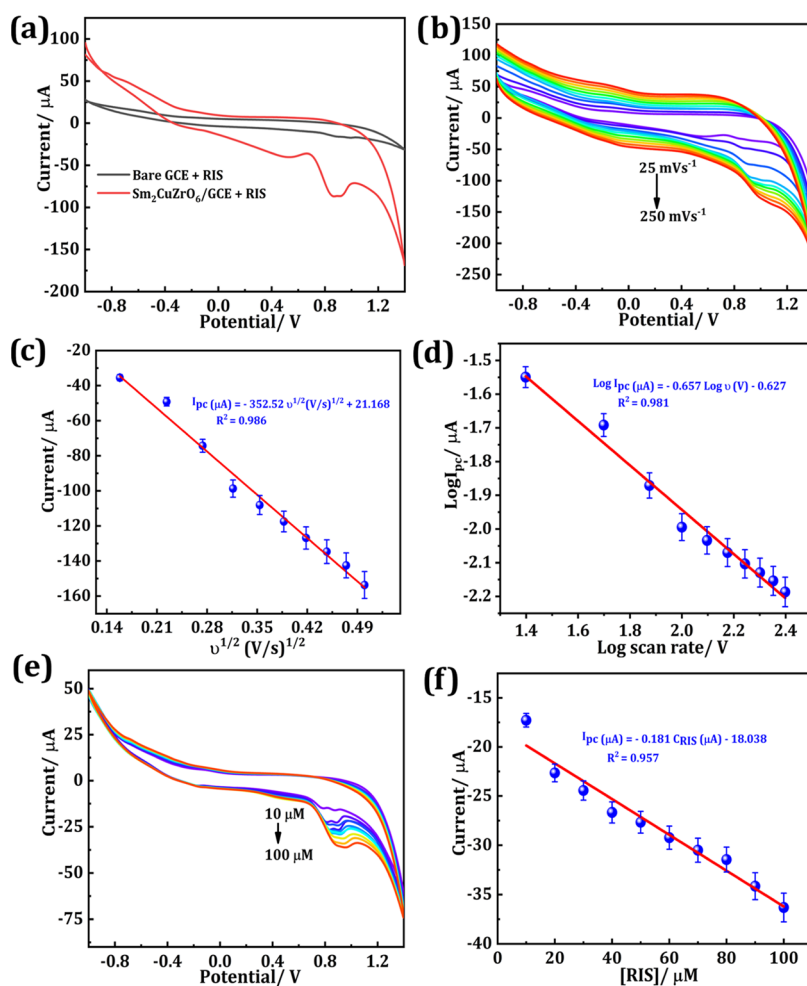 (a)
100
50
0
-50
-100
-150
-200
Current/ μA
Bare GCE + RIS
Sm₂CuZrO₆/GCE + RIS
-0.8
-0.4
0.0
0.4
0.8
1.2
Potential/ V
(b)
150
100
50
0
-50
-100
-150
-200
-250
Current/ μA
25 mVs⁻¹
250 mVs⁻¹
-0.8
-0.4
0.0
0.4
0.8
1.2
Potential/ V
(c)
-20
-40
-60
-80
-100
-120
-140
-160
Current/ μA
Ipc (μA) = - 352.52 υ¹/²(V/s)¹/² + 21.168
R² = 0.986
0.14
0.21
0.28
0.35
0.42
0.49
υ¹/² (V/s)¹/²
(d)
-1.5
-1.6
-1.7
-1.8
-1.9
-2.0
-2.1
-2.2
LogIpc/ μA
Log Ipc (μA) = - 0.657 Log υ (V) - 0.627
R² = 0.981
1.4
1.6
1.8
2.0
2.2
2.4
Log scan rate/ V
(e)
50
25
0
-25
-50
-75
Current/ μA
10 μM
100 μM
-0.8
-0.4
0.0
0.4
0.8
1.2
Potential/ V
(f)
-15
-20
-25
-30
-35
-40
Current/ μA
Ipc (μA) = - 0.181 CRIS (μA) - 18.038
R² = 0.957
0
20
40
60
80
100
[RIS]/ μM